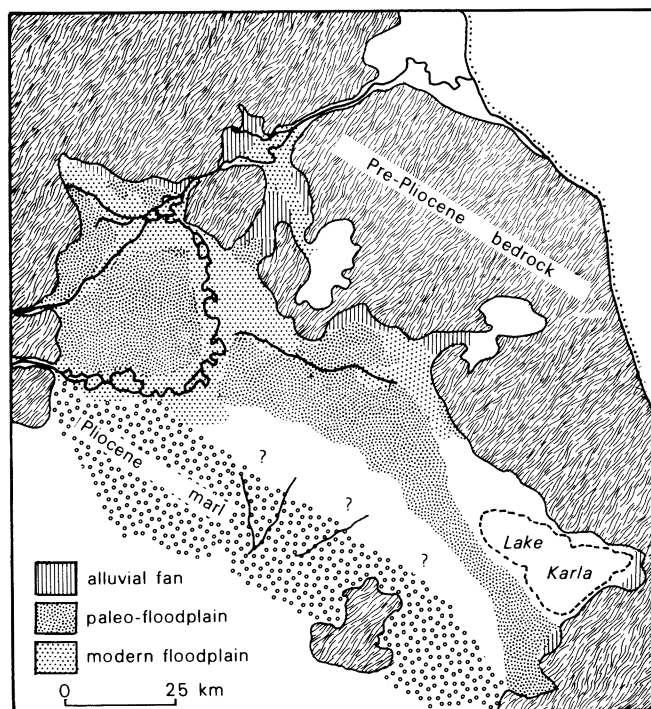 Pre-Pliocene bedrock
Pliocene marl
?
?
?
Lake
Karla
alluvial fan
paleo-floodplain
modern floodplain
0 25 km